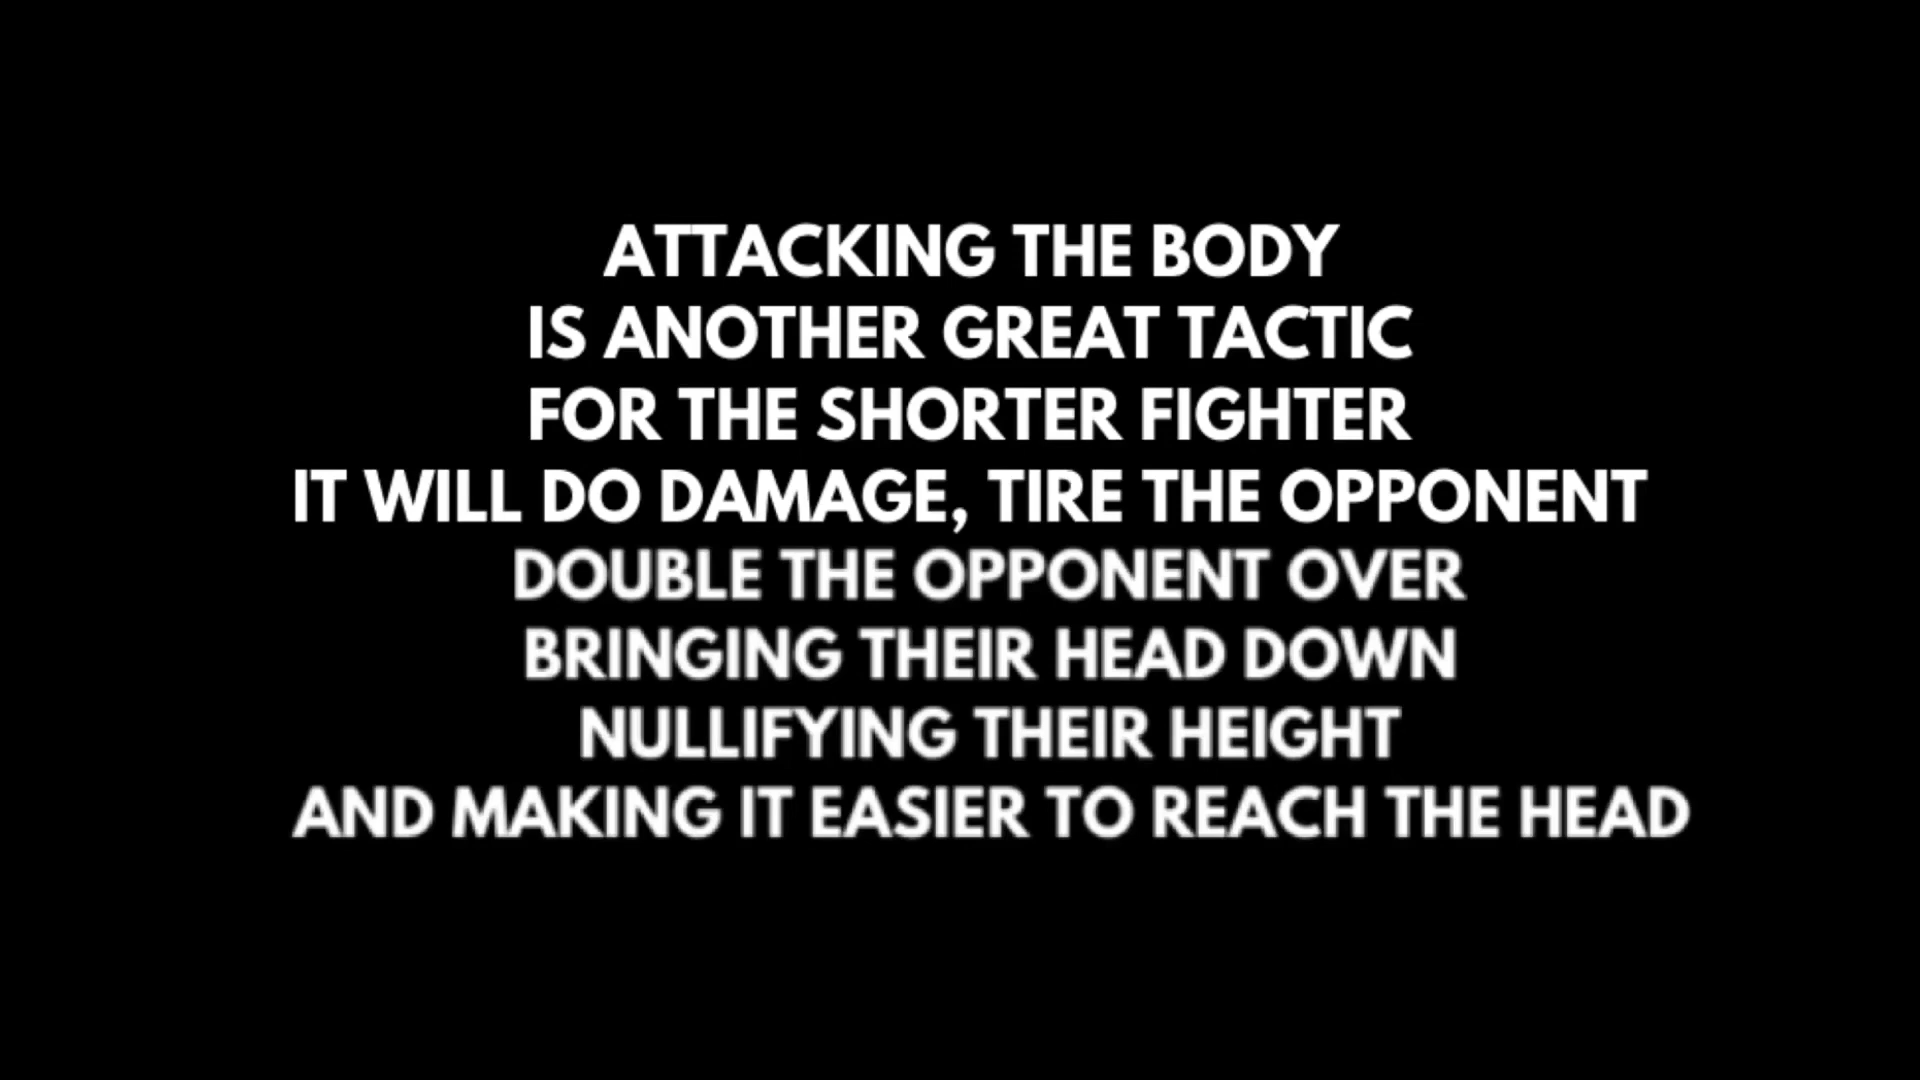 ATTACKING THE BODY
IS ANOTHER GREAT TACTIC
FOR THE SHORTER FIGHTER
IT WILL DO DAMAGE, TIRE THE OPPONENT
DOUBLE THE OPPONENT OVER
BRINGING THEIR HEAD DOWN
NULLIFYING THEIR HEIGHT
AND MAKING IT EASIER TO REACH THE HEAD